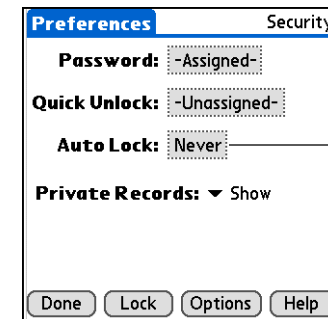 Preferences Security
Password: -Assigned-
Quick Unlock: -Unassigned-
Auto Lock: Never
Private Records: Show
Done Lock Options Help